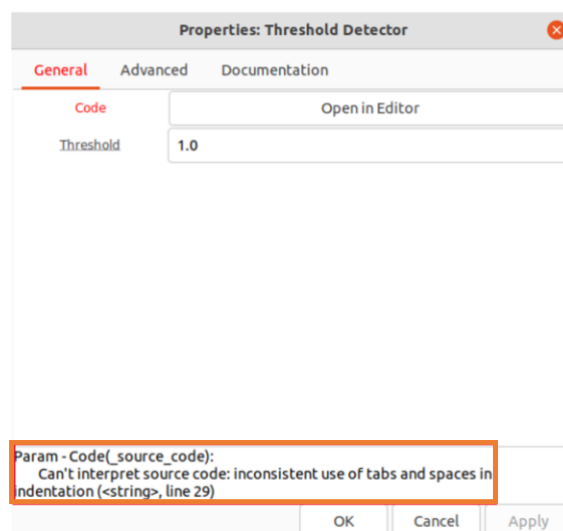 Properties: Threshold Detector
General Advanced Documentation
Code Open in Editor
Threshold 1.0
Param - Code(_source_code):
Can't interpret source code: inconsistent use of tabs and spaces in
indentation (<string>, line 29)
OK Cancel Apply